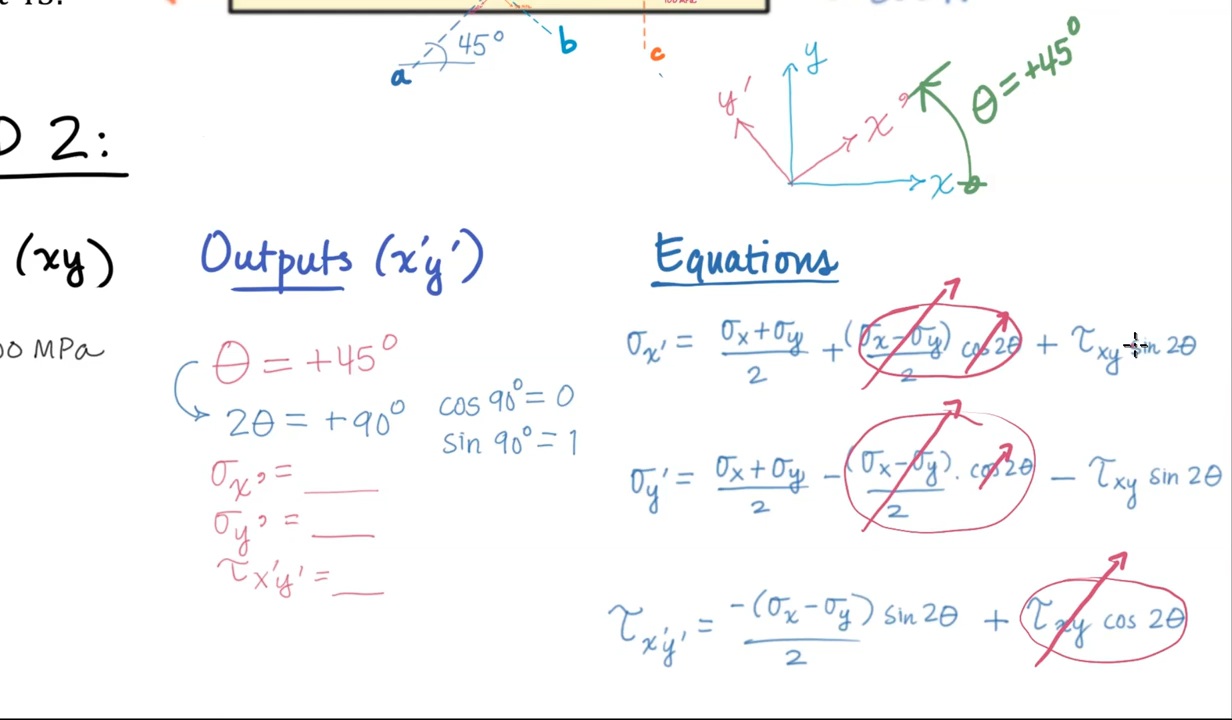 45°
a
b
c
y
y'
x'
x
θ = +45°
D 2:
(xy)
Outputs (x'y')
Equations
00 MPa
θ = +45°
2θ = +90°
cos 90° = 0
sin 90° = 1
σx' = ____
σy' = ____
τx'y' = ___
σx' = (σx + σy)/2 + (σx − σy)/2 cos 2θ + τxy sin 2θ
σy' = (σx + σy)/2 − (σx − σy)/2 . cos 2θ − τxy sin 2θ
τx'y' = −(σx − σy)/2 sin 2θ + τxy cos 2θ